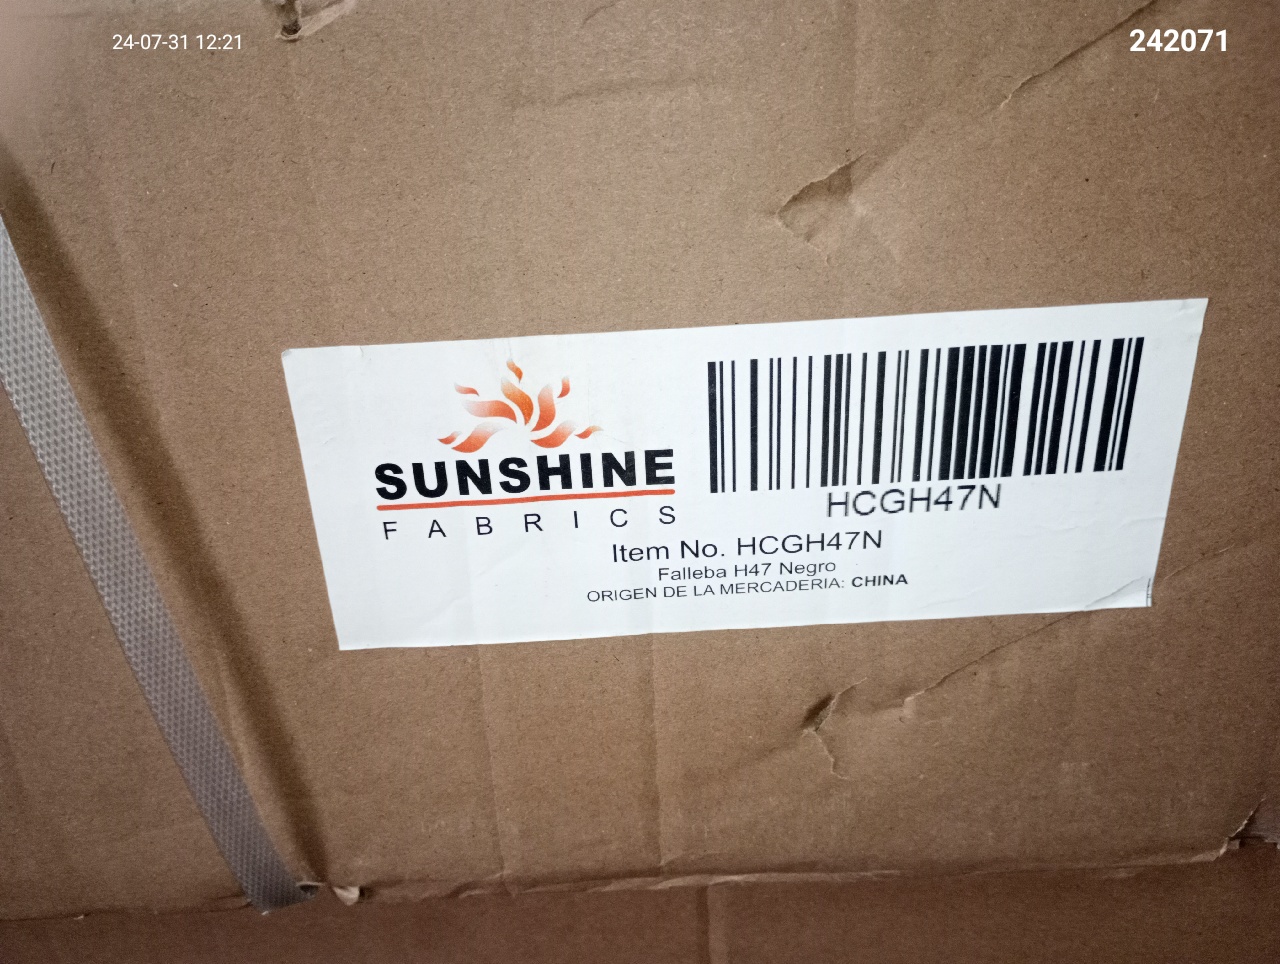 24-07-31 12:21
242071
SUNSHINE
FABRICS
HCGH47N
Item No. HCGH47N
Falleba H47 Negro
ORIGEN DE LA MERCADERIA: CHINA